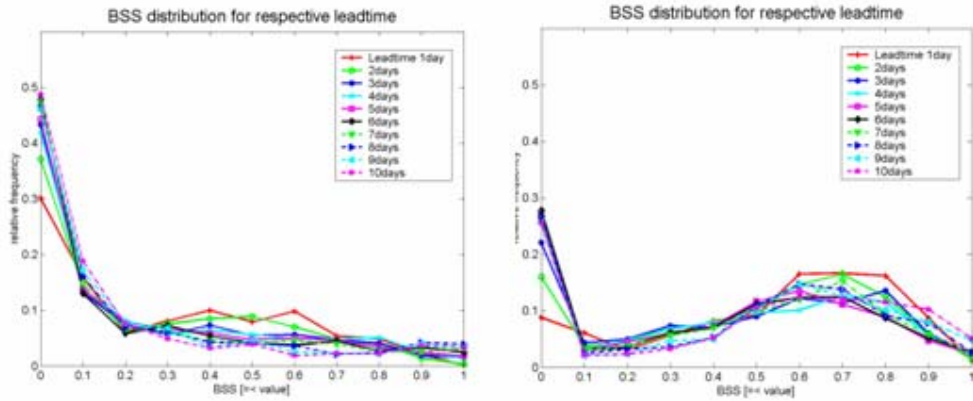 BSS distribution for respective leadtime
relative frequency
0.5
0.4
0.3
0.2
0.1
0
0 0.1 0.2 0.3 0.4 0.5 0.6 0.7 0.8 0.9 1
BSS [=< value]
Leadtime 1day
2days
3days
4days
5days
6days
7days
8days
9days
10days
BSS distribution for respective leadtime
relative frequency
0.5
0.4
0.3
0.2
0.1
0
0 0.1 0.2 0.3 0.4 0.5 0.6 0.7 0.8 0.9 1
BSS [=< value]
Leadtime 1day
2days
3days
4days
5days
6days
7days
8days
9days
10days